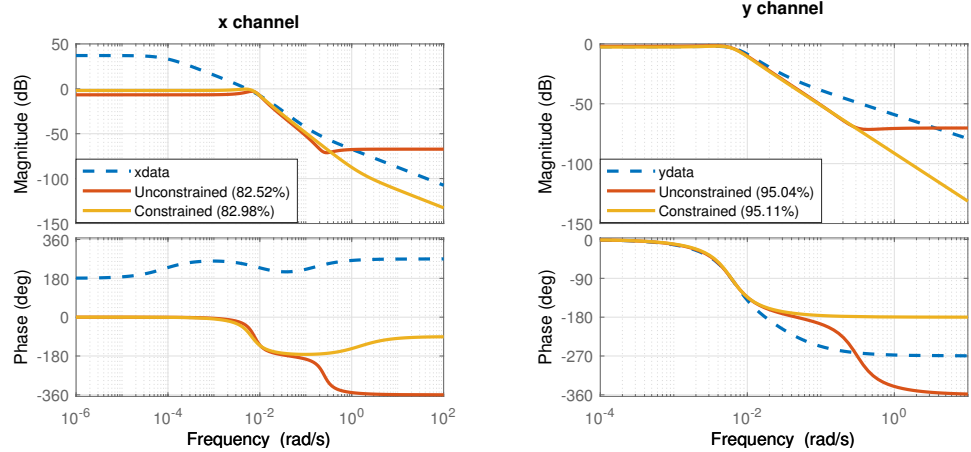 x channel
50
0
-50
-100
-150
Magnitude (dB)
xdata
Unconstrained (82.52%)
Constrained (82.98%)
360
180
0
-180
-360
Phase (deg)
10^-6
10^-4
10^-2
10^0
10^2
Frequency (rad/s)
y channel
0
-50
-100
-150
Magnitude (dB)
ydata
Unconstrained (95.04%)
Constrained (95.11%)
0
-90
-180
-270
-360
Phase (deg)
10^-4
10^-2
10^0
Frequency (rad/s)